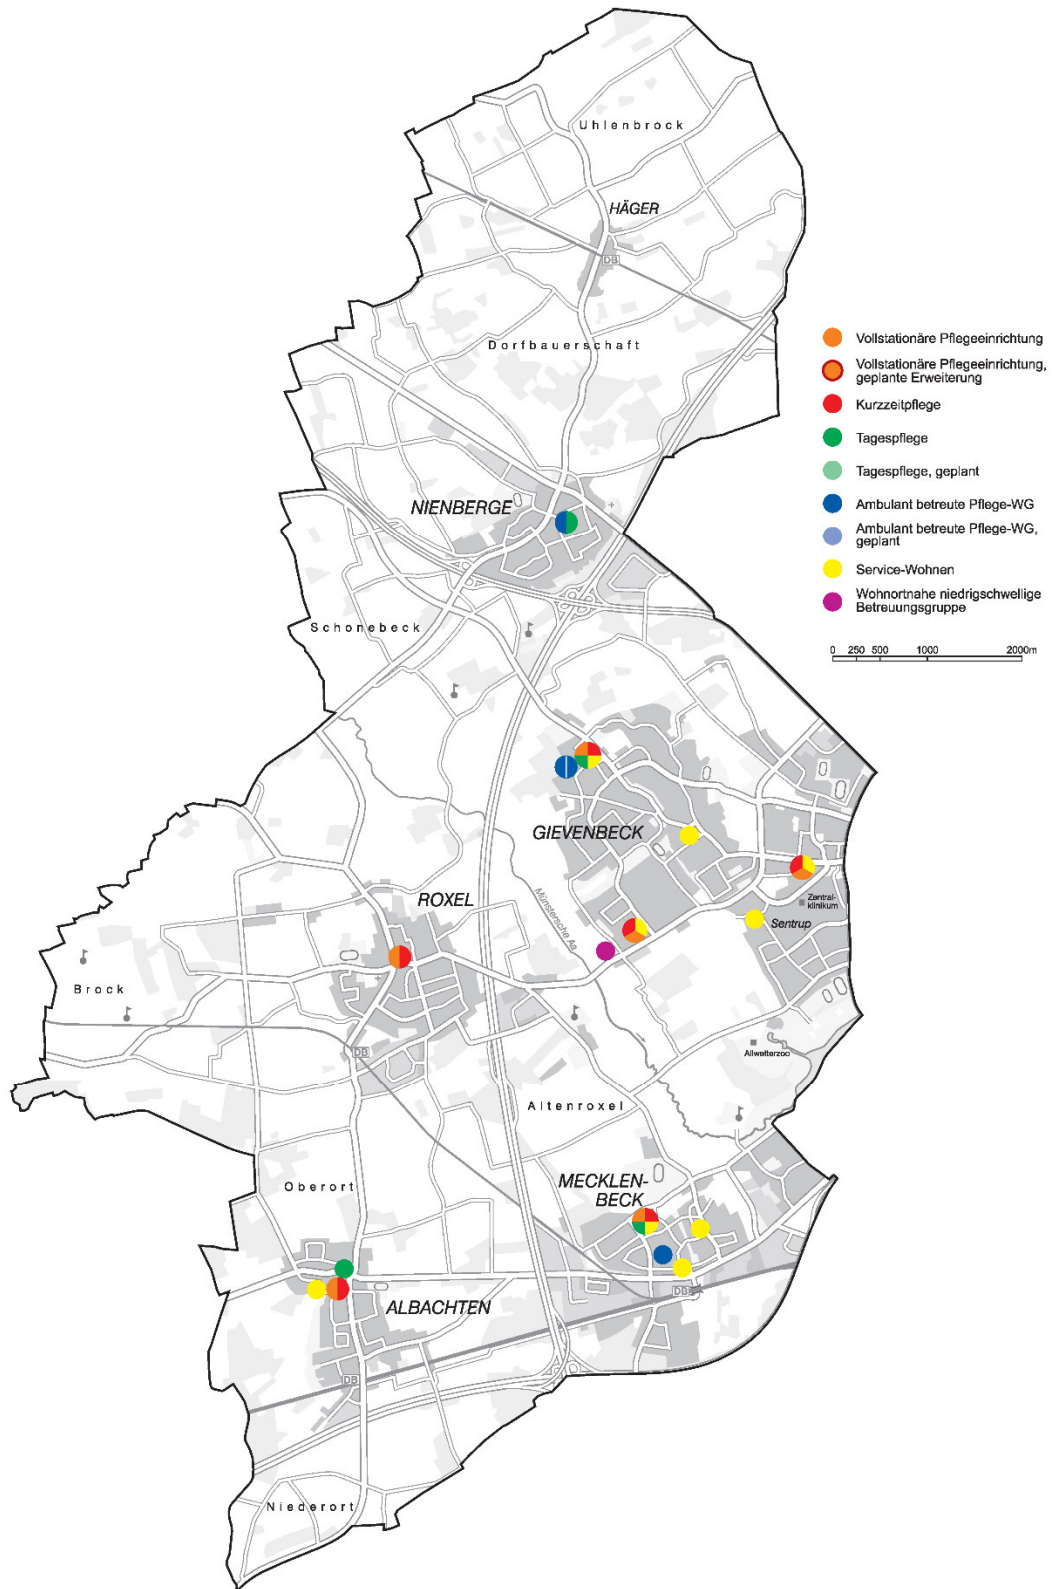 Uhlenbrock
HÄGER
DB
Dorfbauerschaft
NIENBERGE
Schonebeck
GIEVENBECK
ROXEL
Münstersche Aa
Zentral-
klinikum
Sentrup
Brock
DB
Allwetterzoo
Altenroxel
MECKLEN-
BECK
Oberort
DB
ALBACHTEN
DB
Niederort
Vollstationäre Pflegeeinrichtung
Vollstationäre Pflegeeinrichtung,
geplante Erweiterung
Kurzzeitpflege
Tagespflege
Tagespflege, geplant
Ambulant betreute Pflege-WG
Ambulant betreute Pflege-WG,
geplant
Service-Wohnen
Wohnortnahe niedrigschwellige
Betreuungsgruppe
0 250 500 1000 2000m